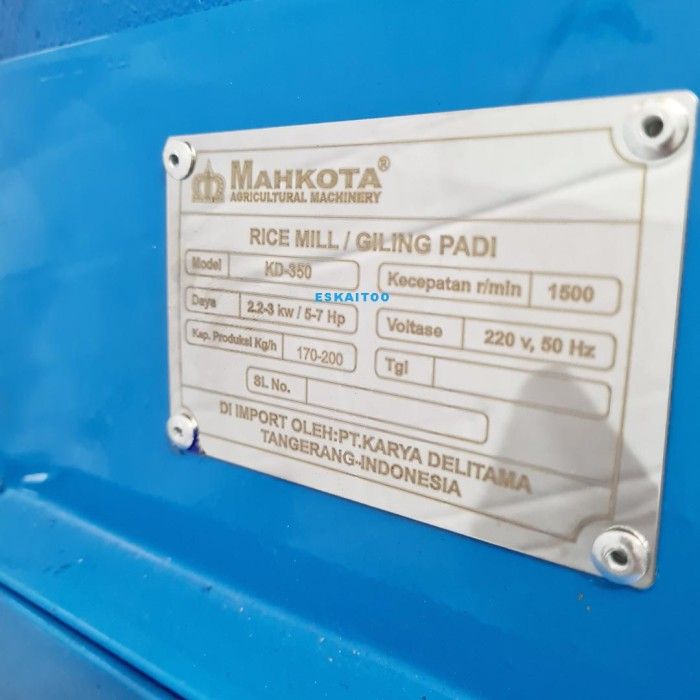 MAHKOTA®
AGRICULTURAL MACHINERY
RICE MILL / GILING PADI
Model KD-350
Kecepatan r/min 1500
ESKAITOO
Daya 2.2-3 kw / 5-7 Hp
Voltase 220 v, 50 Hz
Kap. Produksi Kg/h 170-200
Tgl
Sl. No.
DI IMPORT OLEH:PT.KARYA DELITAMA
TANGERANG-INDONESIA